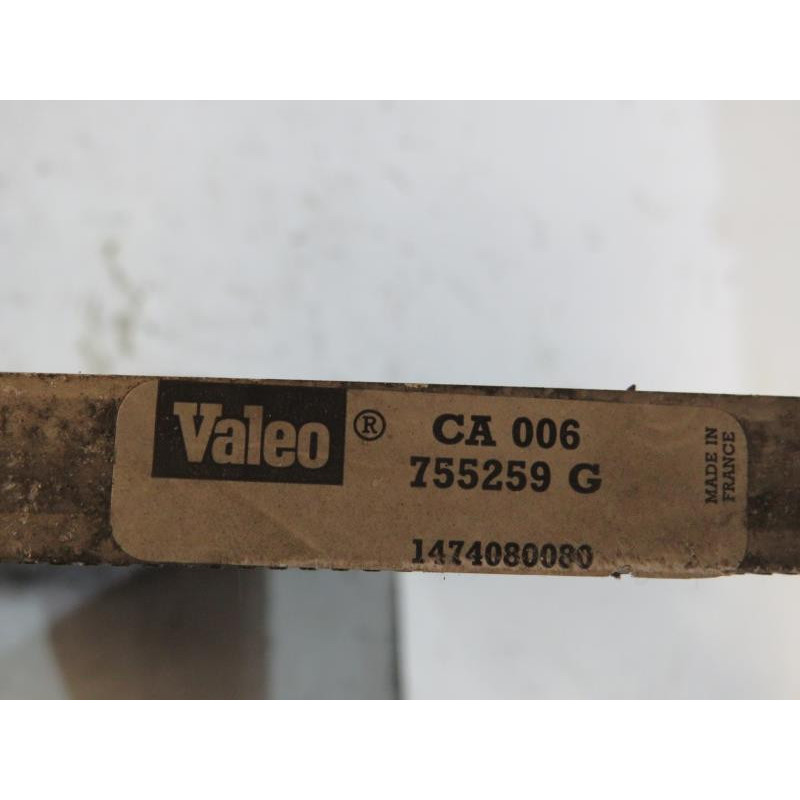 Valeo ® CA 006
755259 G
1474080080
MADE IN
FRANCE